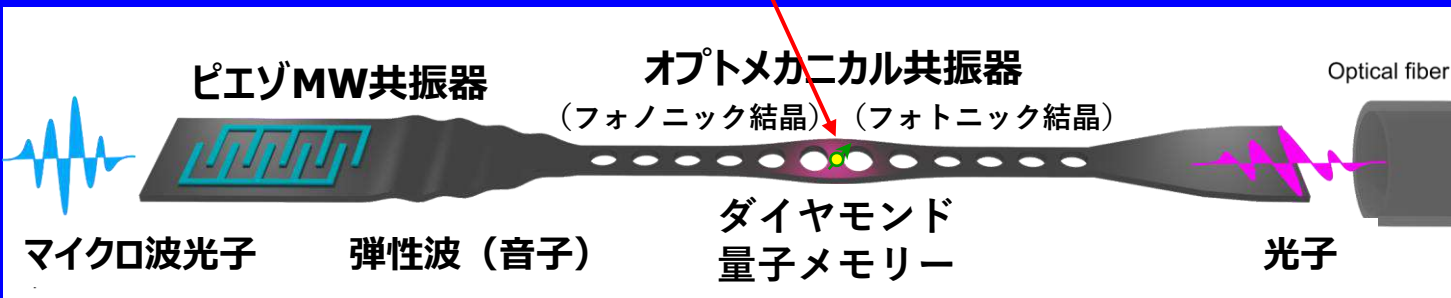 ピエゾMW共振器
オプトメカニカル共振器
（フォノニック結晶）（フォトニック結晶）
Optical fiber
マイクロ波光子
弾性波（音子）
ダイヤモンド
量子メモリー
光子